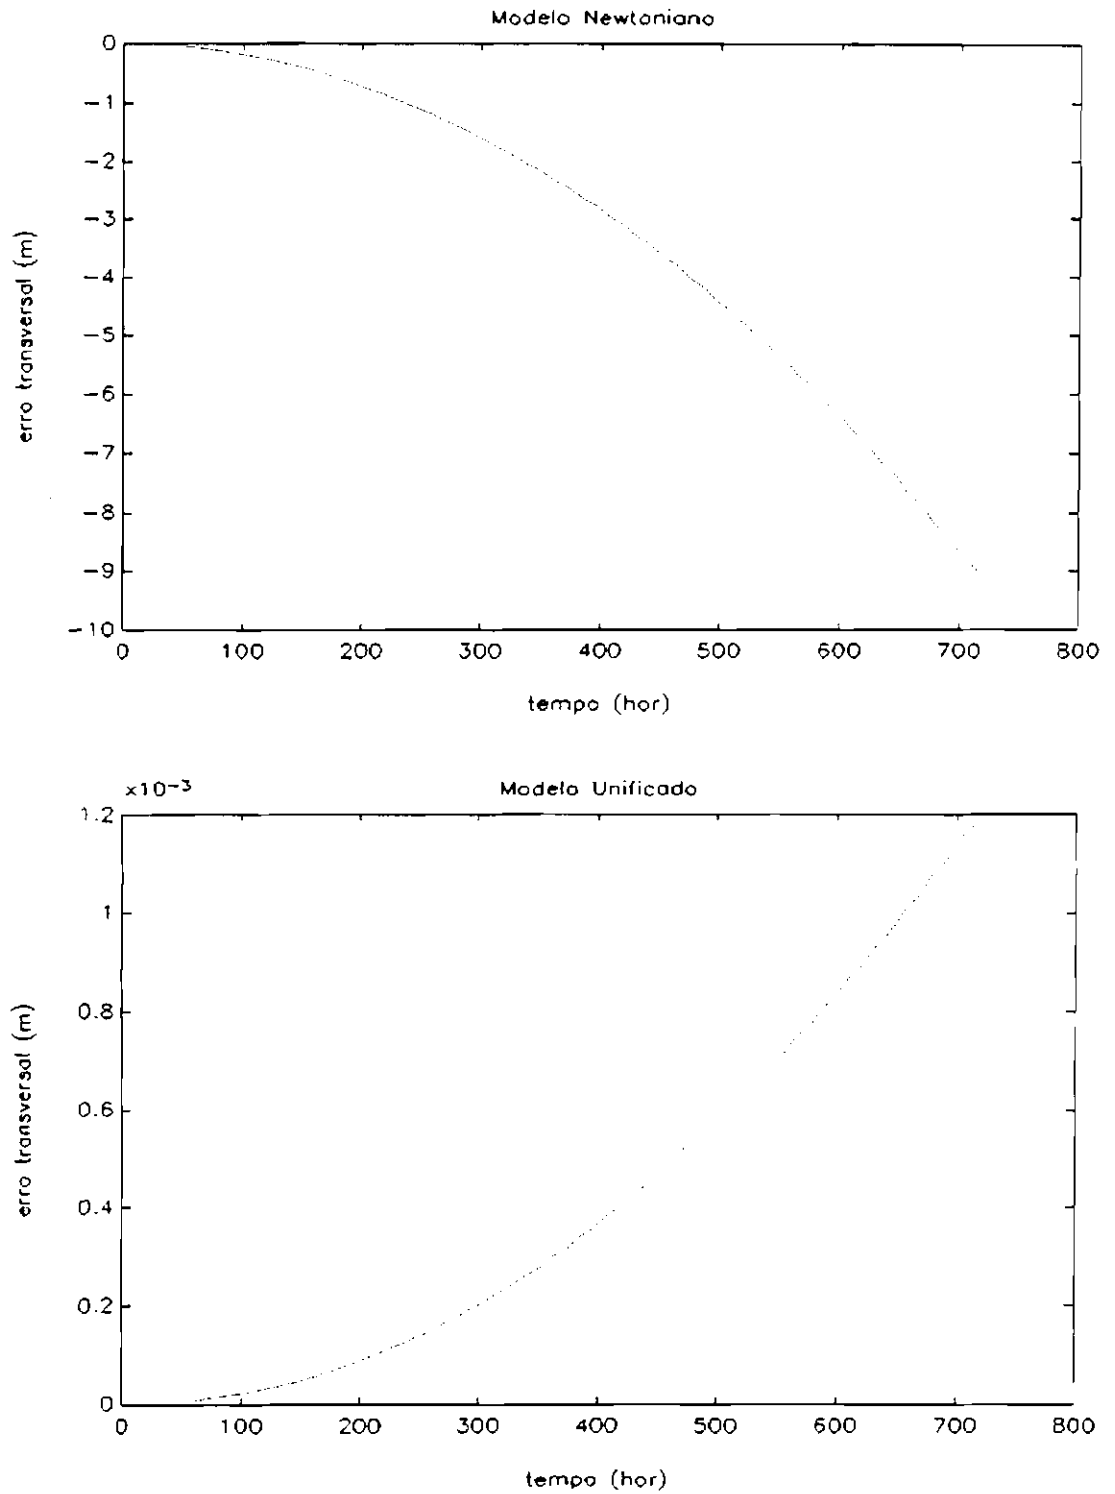 Modelo Newtoniano
0
-1
-2
-3
-4
-5
-6
-7
-8
-9
-10
erro transversal (m)
0 100 200 300 400 500 600 700 800
tempo (hor)
x10-3
Modelo Unificado
1.2
1
0.8
0.6
0.4
0.2
0
erro transversal (m)
0 100 200 300 400 500 600 700 800
tempo (hor)